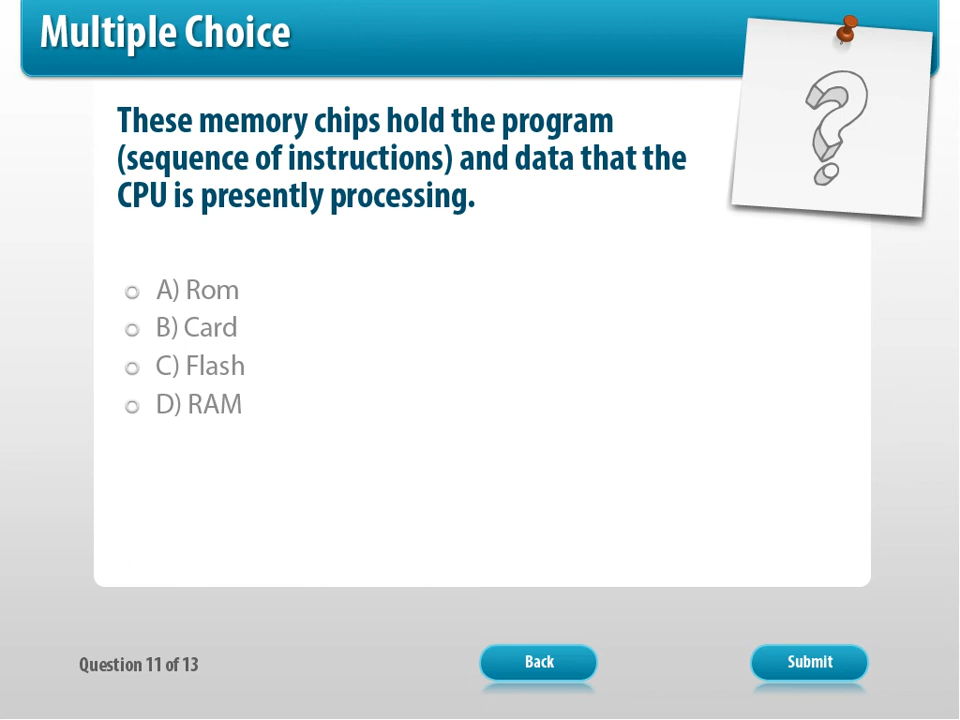 Multiple Choice
These memory chips hold the program
(sequence of instructions) and data that the
CPU is presently processing.
A) Rom
B) Card
C) Flash
D) RAM
Question 11 of 13
Back
Submit